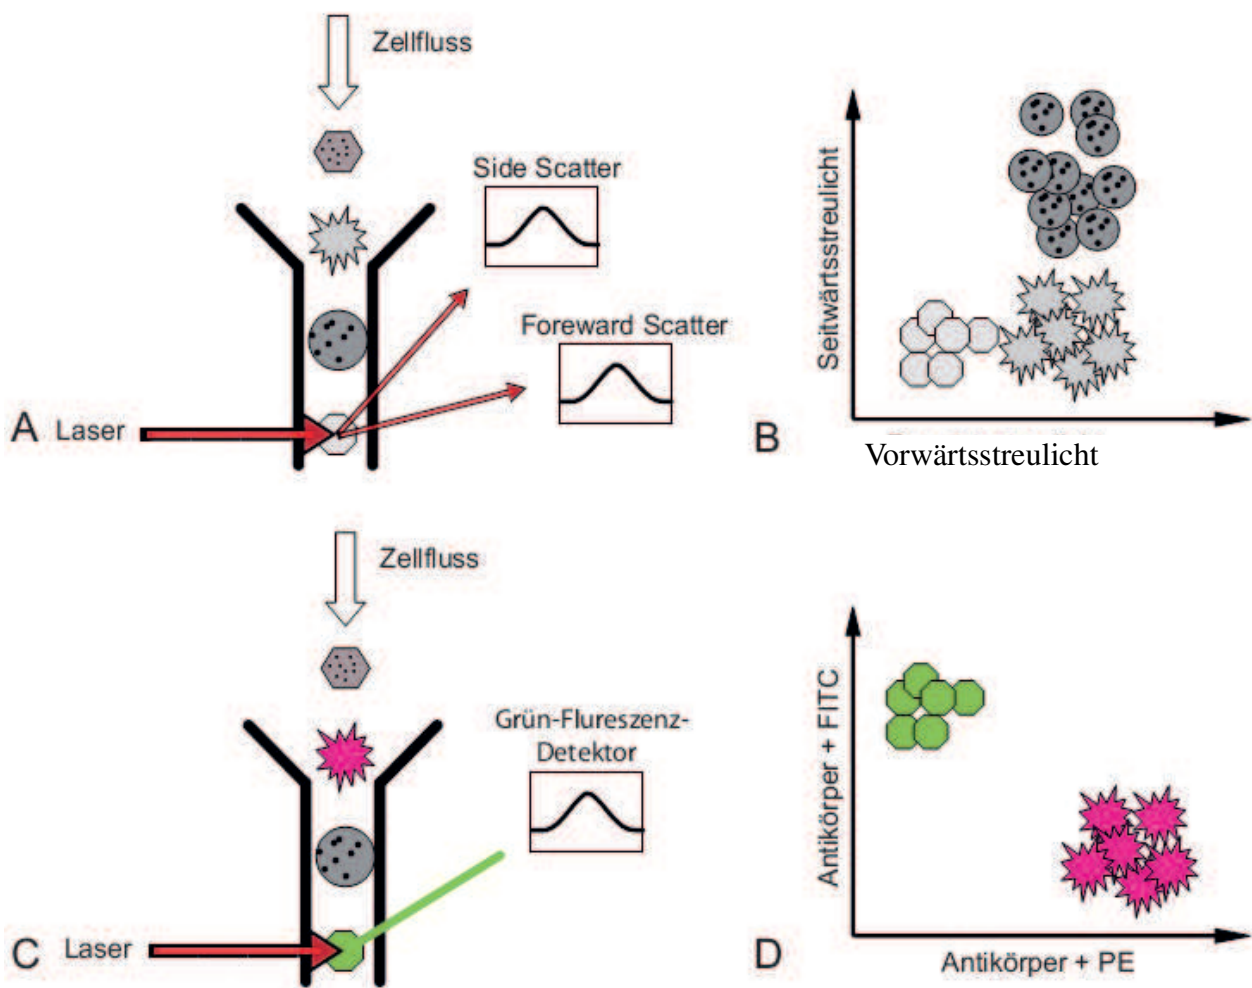 Zellfluss
Side Scatter
Foreward Scatter
A
Laser
Seitwärtsstreulicht
B
Vorwärtsstreulicht
Zellfluss
Grün-Flureszenz-
Detektor
C
Laser
Antikörper + FITC
D
Antikörper + PE